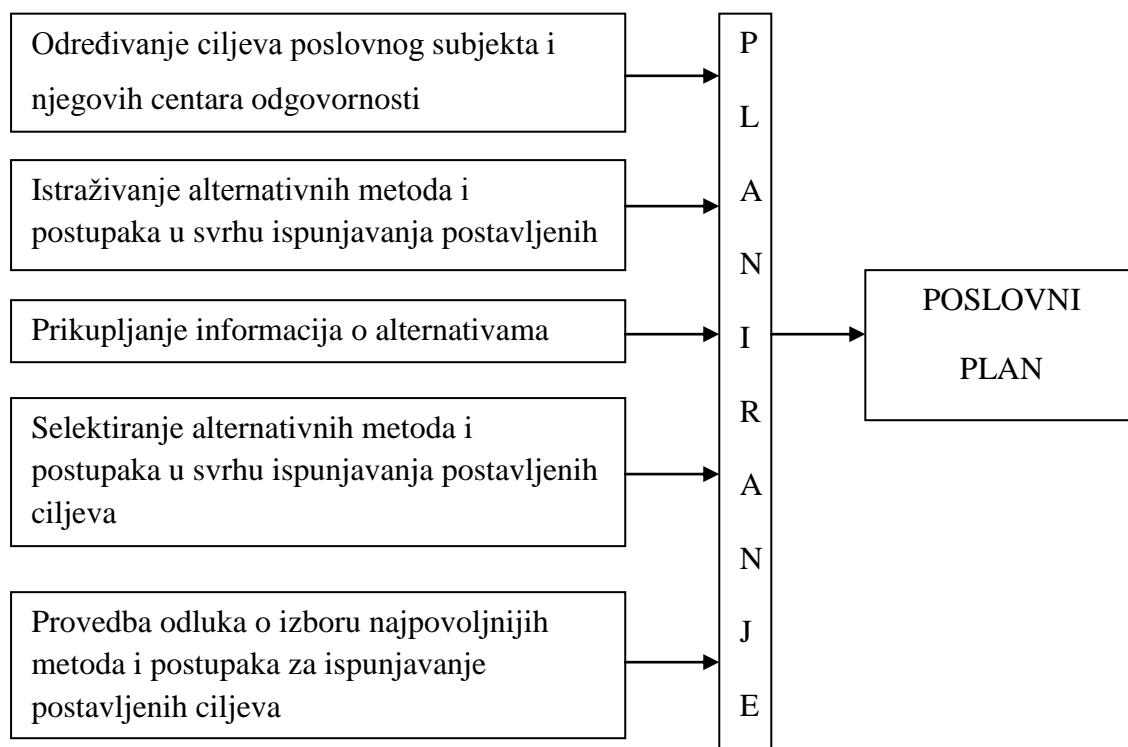 Određivanje ciljeva poslovnog subjekta i
njegovih centara odgovornosti
Istraživanje alternativnih metoda i
postupaka u svrhu ispunjavanja postavljenih
Prikupljanje informacija o alternativama
Selektiranje alternativnih metoda i
postupaka u svrhu ispunjavanja postavljenih
ciljeva
Provedba odluka o izboru najpovoljnijih
metoda i postupaka za ispunjavanje
postavljenih ciljeva
P
L
A
N
I
R
A
N
J
E
POSLOVNI
PLAN